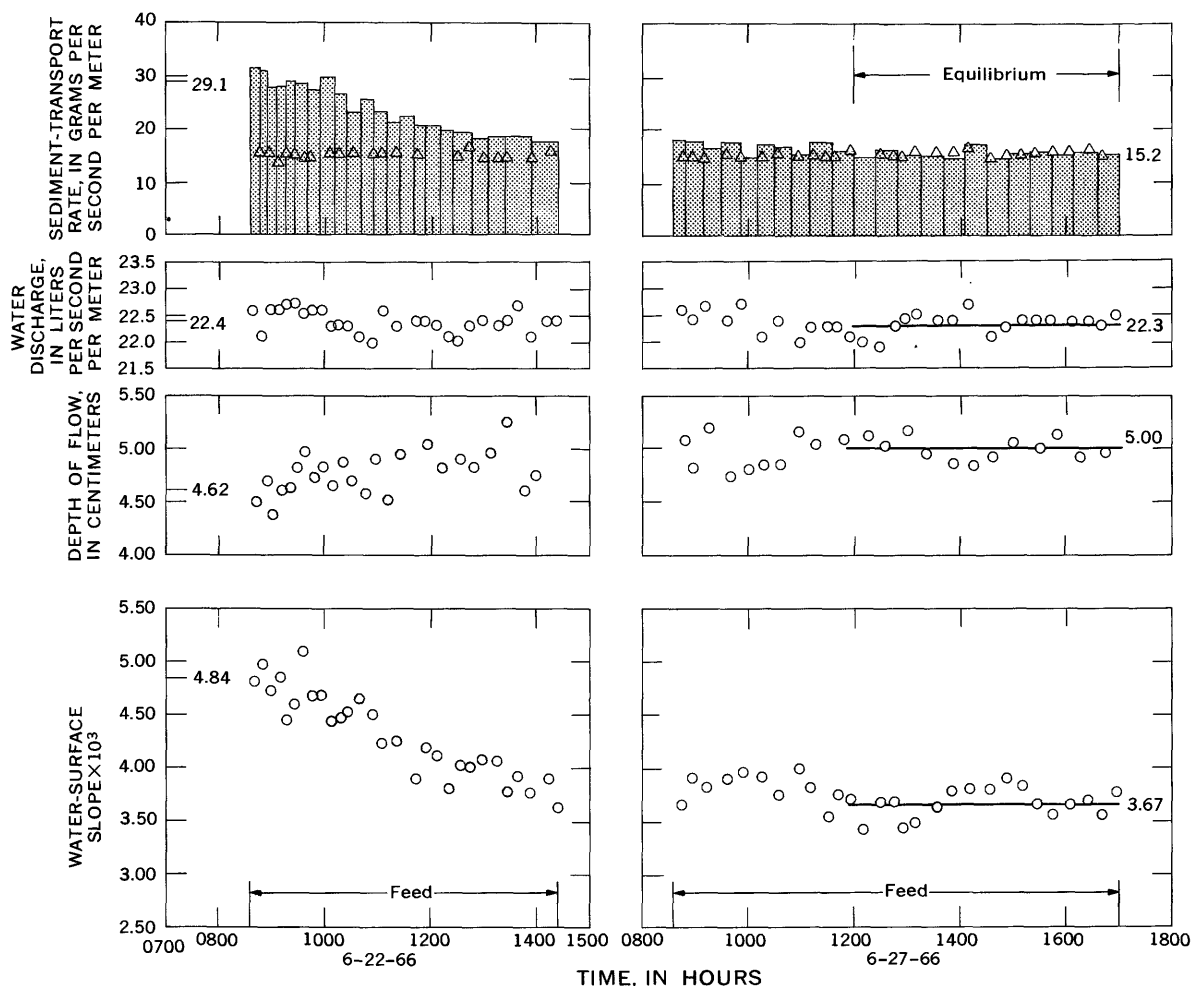 SEDIMENT-TRANSPORT
RATE, IN GRAMS PER
SECOND PER METER
40
30
20
10
0
29.1
Equilibrium
15.2
WATER
DISCHARGE,
IN LITERS
PER SECOND
PER METER
23.5
23.0
22.5
22.0
21.5
22.4
22.3
DEPTH OF FLOW,
IN CENTIMETERS
5.50
5.00
4.50
4.00
4.62
5.00
WATER-SURFACE
SLOPE×10³
5.50
5.00
4.50
4.00
3.50
3.00
2.50
4.84
3.67
Feed
Feed
0700 0800 1000 1200 1400 1500 0800 1000 1200 1400 1600 1800
6-22-66 6-27-66
TIME, IN HOURS